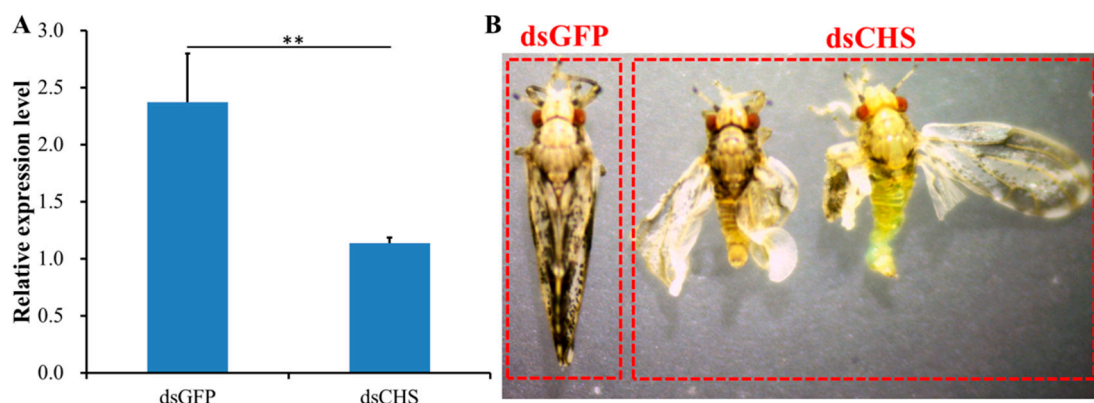 A
Relative expression level
3.0
2.5
2.0
1.5
1.0
0.5
0.0
**
dsGFP
dsCHS
B
dsGFP
dsCHS